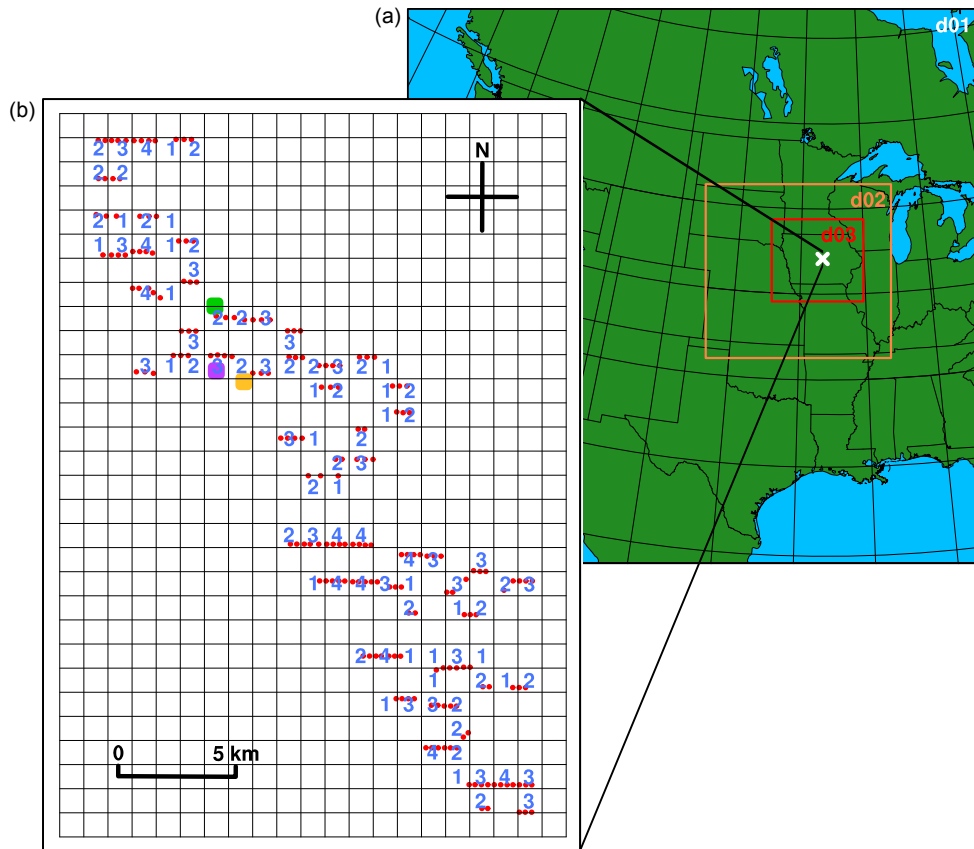 (a)
d01
d02
d03
(b)
N
2 3 4 1 2
2 2
2 1 2 1
1 3 4 1 2
3
4 1
2 2 3
3 3
3 1 2 3 2 3 2 2 3 2 1
1 2 1 2
1 2
3 1 2
2 3
2 1
2 3 4 4
4 3 3
1 4 4 3 1 3 2 3
2 1 2
2 4 1 1 3 1
1 2 1 2
1 3 3 2
2
4 2
0 5 km
1 3 4 3
2 3